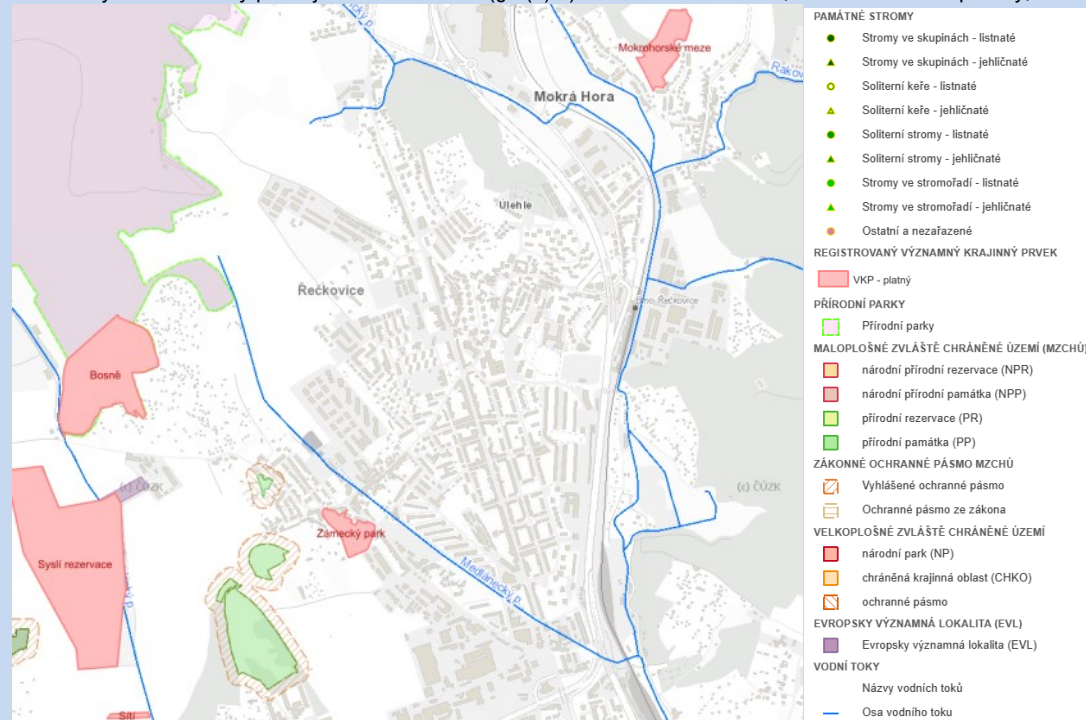 Mokrohorské meze
Mokrá Hora
Úlehle
Řečkovice
Brno, Řečkovice
Bosně
(c) ČÚZK
(c) ČÚZK
Zámecký park
Syslí rezervace
Medlánecký p.
Sítí
PAMÁTNÉ STROMY
Stromy ve skupinách - listnaté
Stromy ve skupinách - jehličnaté
Soliterní keře - listnaté
Soliterní keře - jehličnaté
Soliterní stromy - listnaté
Soliterní stromy - jehličnaté
Stromy ve stromořadí - listnaté
Stromy ve stromořadí - jehličnaté
Ostatní a nezařazené
REGISTROVANÝ VÝZNAMNÝ KRAJINNÝ PRVEK
VKP - platný
PŘÍRODNÍ PARKY
Přírodní parky
MALOPLOŠNÉ ZVLÁŠTĚ CHRÁNĚNÉ ÚZEMÍ (MZCHÚ)
národní přírodní rezervace (NPR)
národní přírodní památka (NPP)
přírodní rezervace (PR)
přírodní památka (PP)
ZÁKONNÉ OCHRANNÉ PÁSMO MZCHÚ
Vyhlášené ochranné pásmo
Ochranné pásmo ze zákona
VELKOPLOŠNÉ ZVLÁŠTĚ CHRÁNĚNÉ ÚZEMÍ
národní park (NP)
chráněná krajinná oblast (CHKO)
ochranné pásmo
EVROPSKY VÝZNAMNÁ LOKALITA (EVL)
Evropsky významná lokalita (EVL)
VODNÍ TOKY
Názvy vodních toků
Osa vodního toku